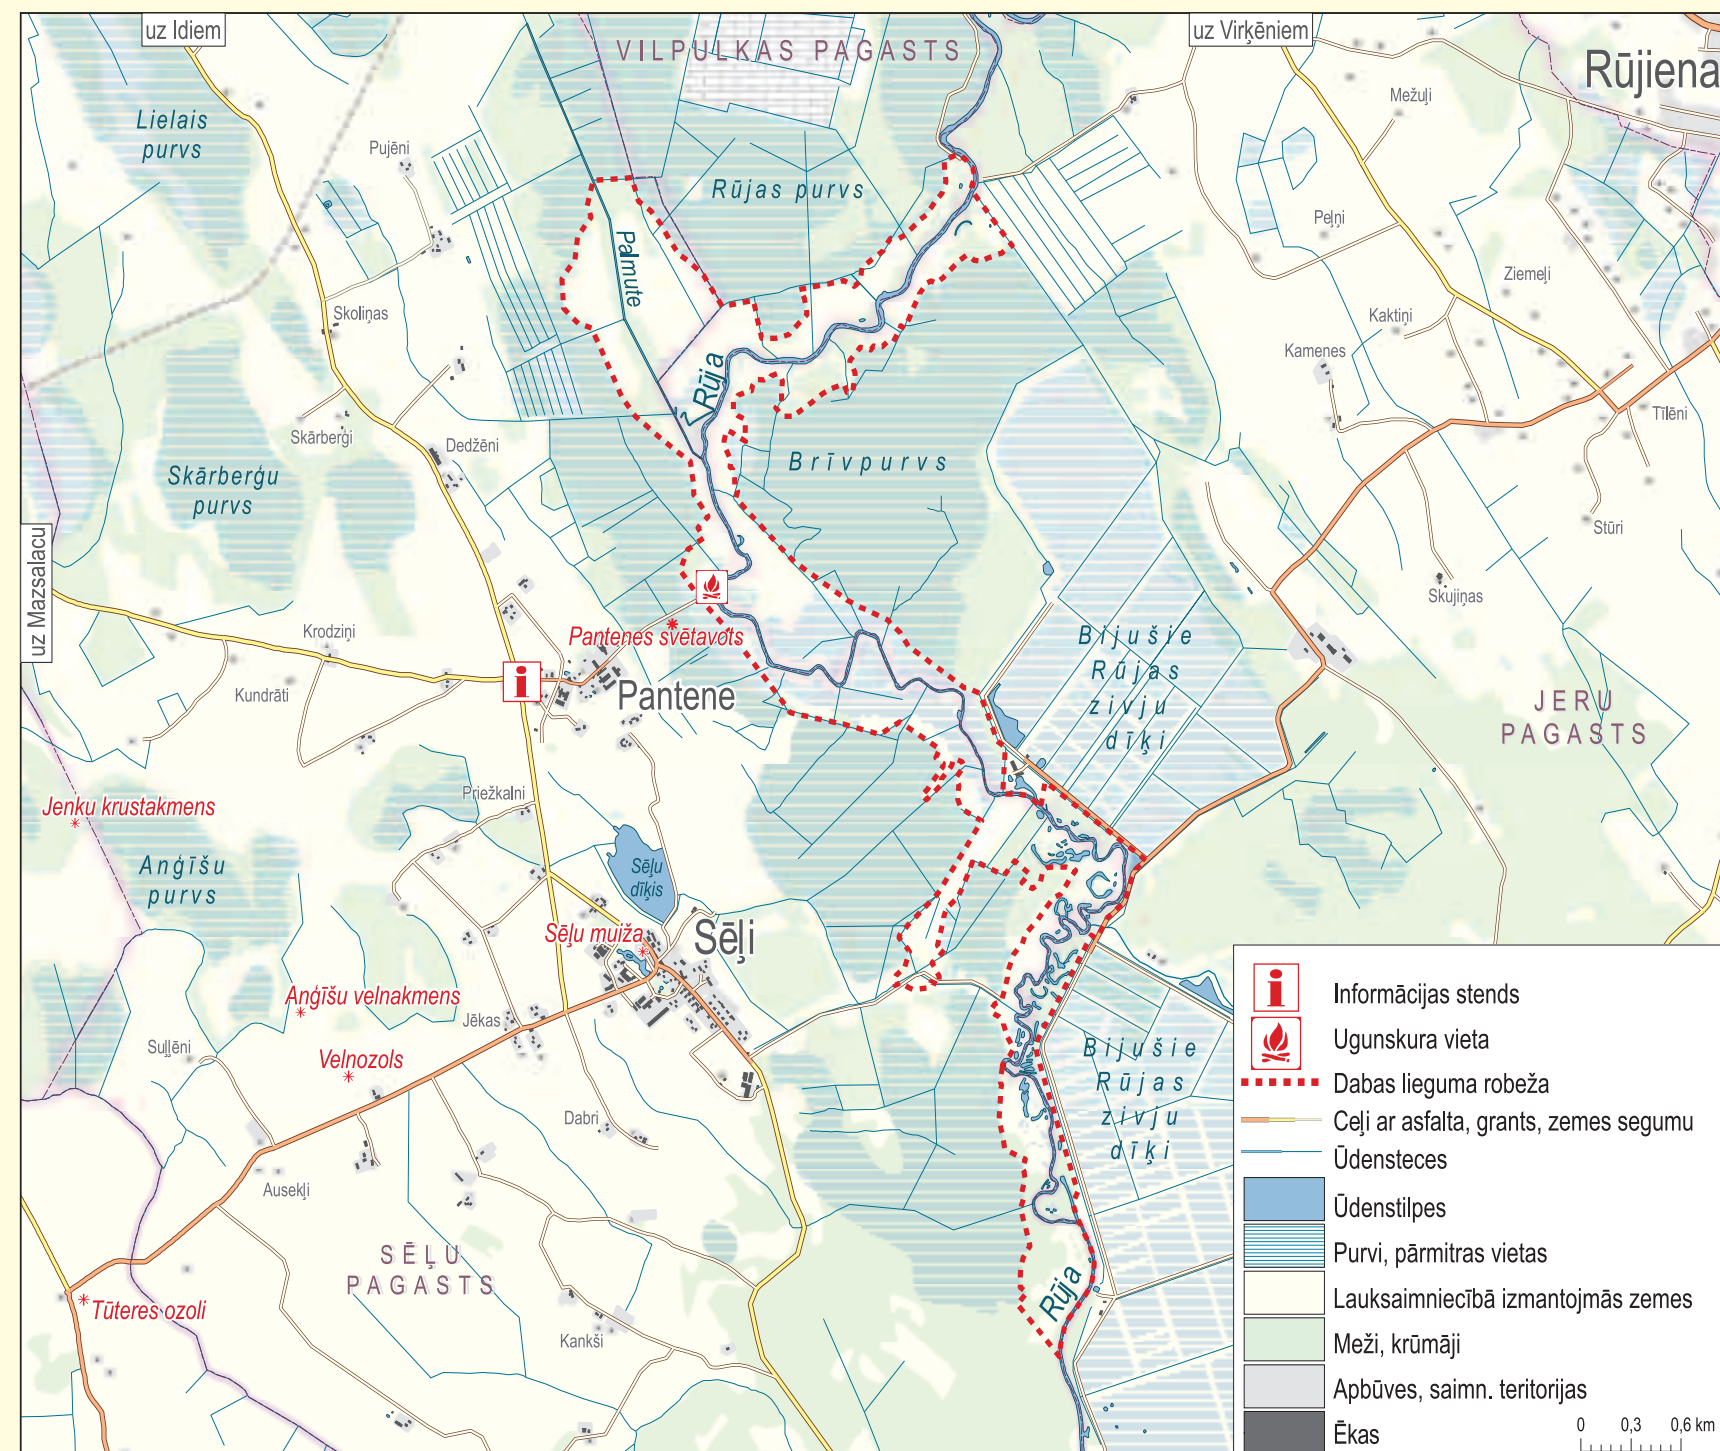 uz Idiem
VILPULKAS PAGASTS
uz Virķēniem
Rūjiena
Lielais
purvs
Pujēni
Mežuļi
Rūjas purvs
Peļņi
Palmute
Ziemeļi
Skoliņas
Kaktiņi
Kamenes
Rūja
Tīlēni
Skārberģi
Dedžēni
Brīvpurvs
Skārberģu
purvs
Stūri
uz Mazsalacu
Skujiņas
Krodziņi
Pantenes svētavots
Bijušie
Rūjas
zivju
dīķi
Kundrāti
Pantene
JERU
PAGASTS
Priežkalni
Jenku krustakmens
Anģīšu
purvs
Sēļu
dīķis
Sēļu muiža
Sēļi
Anģīšu velnakmens
Jēkas
Suļļēni
Velnozols
Bijušie
Rūjas
zivju
dīķi
Dabri
Ausekļi
SĒĻU
PAGASTS
Rūja
Tūteres ozoli
Kankši
Informācijas stends
Ugunskura vieta
Dabas lieguma robeža
Ceļi ar asfalta, grants, zemes segumu
Ūdensteces
Ūdenstilpes
Purvi, pārmitras vietas
Lauksaimniecībā izmantojmās zemes
Meži, krūmāji
Apbūves, saimn. teritorijas
Ēkas
0 0,3 0,6 km